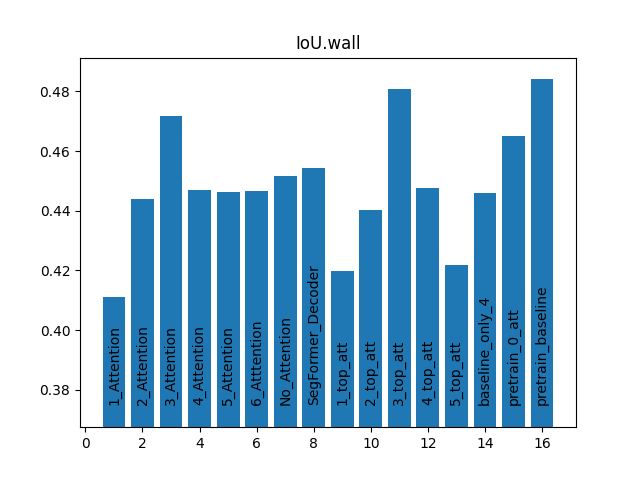 IoU.wall
0.48
0.46
0.44
0.42
0.40
0.38
1_Attention
2_Attention
3_Attention
4_Attention
5_Attention
6_Atttention
No_Attention
SegFormer_Decoder
1_top_att
2_top_att
3_top_att
4_top_att
5_top_att
baseline_only_4
pretrain_0_att
pretrain_baseline
0 2 4 6 8 10 12 14 16